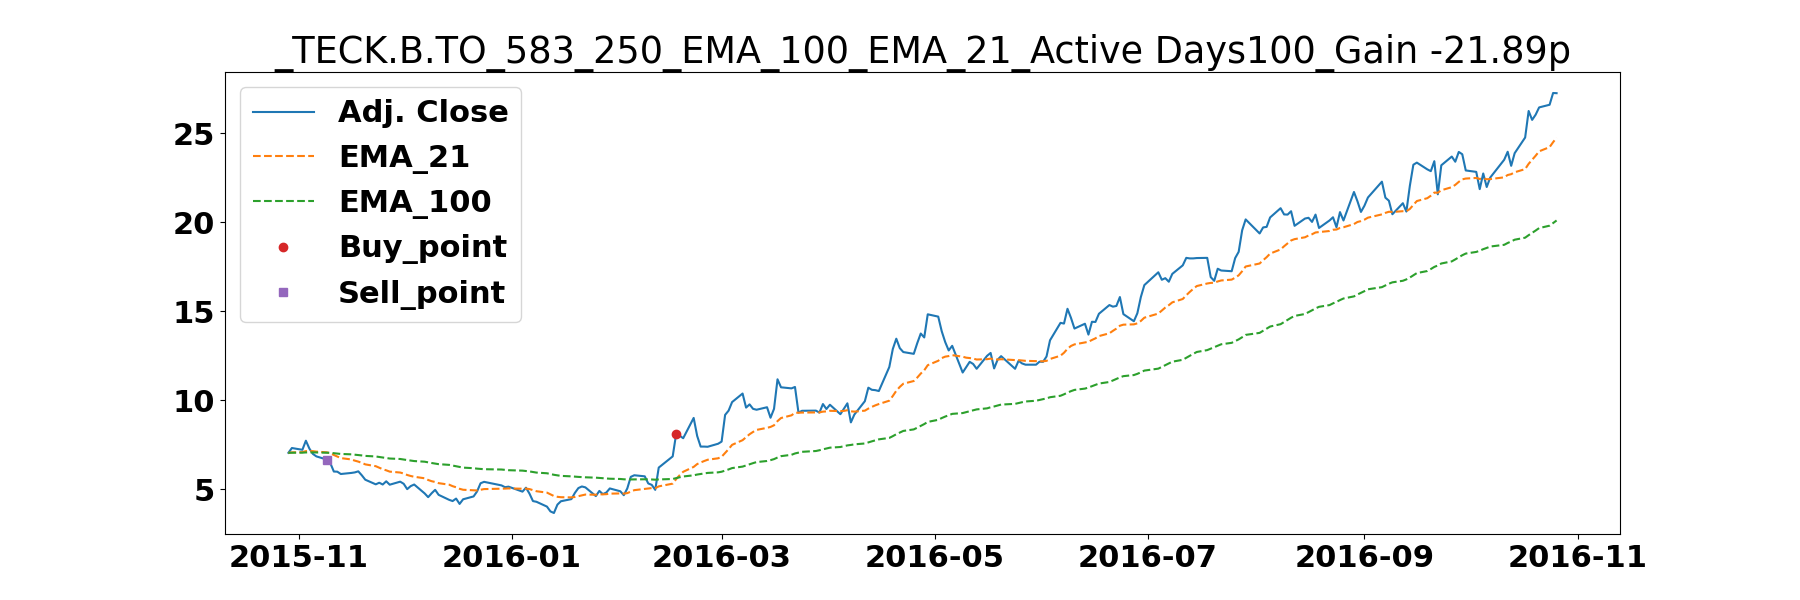 _TECK.B.TO_583_250_EMA_100_EMA_21_Active Days100_Gain -21.89p
Adj. Close
EMA_21
EMA_100
Buy_point
Sell_point
25
20
15
10
5
2015-11 2016-01 2016-03 2016-05 2016-07 2016-09 2016-11